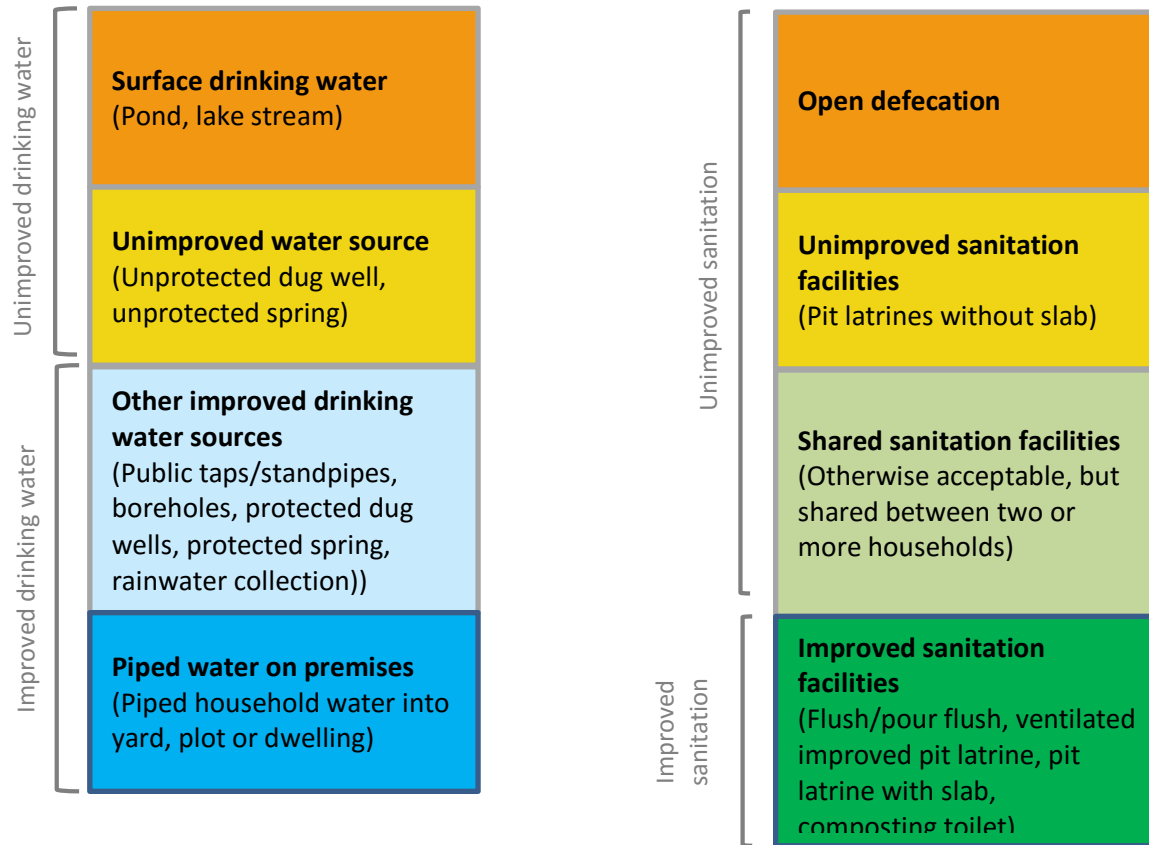 Unimproved drinking water
Surface drinking water
(Pond, lake stream)
Unimproved water source
(Unprotected dug well,
unprotected spring)
Improved drinking water
Other improved drinking
water sources
(Public taps/standpipes,
boreholes, protected dug
wells, protected spring,
rainwater collection))
Piped water on premises
(Piped household water into
yard, plot or dwelling)
Unimproved sanitation
Open defecation
Unimproved sanitation
facilities
(Pit latrines without slab)
Shared sanitation facilities
(Otherwise acceptable, but
shared between two or
more households)
Improved
sanitation
Improved sanitation
facilities
(Flush/pour flush, ventilated
improved pit latrine, pit
latrine with slab,
composting toilet)